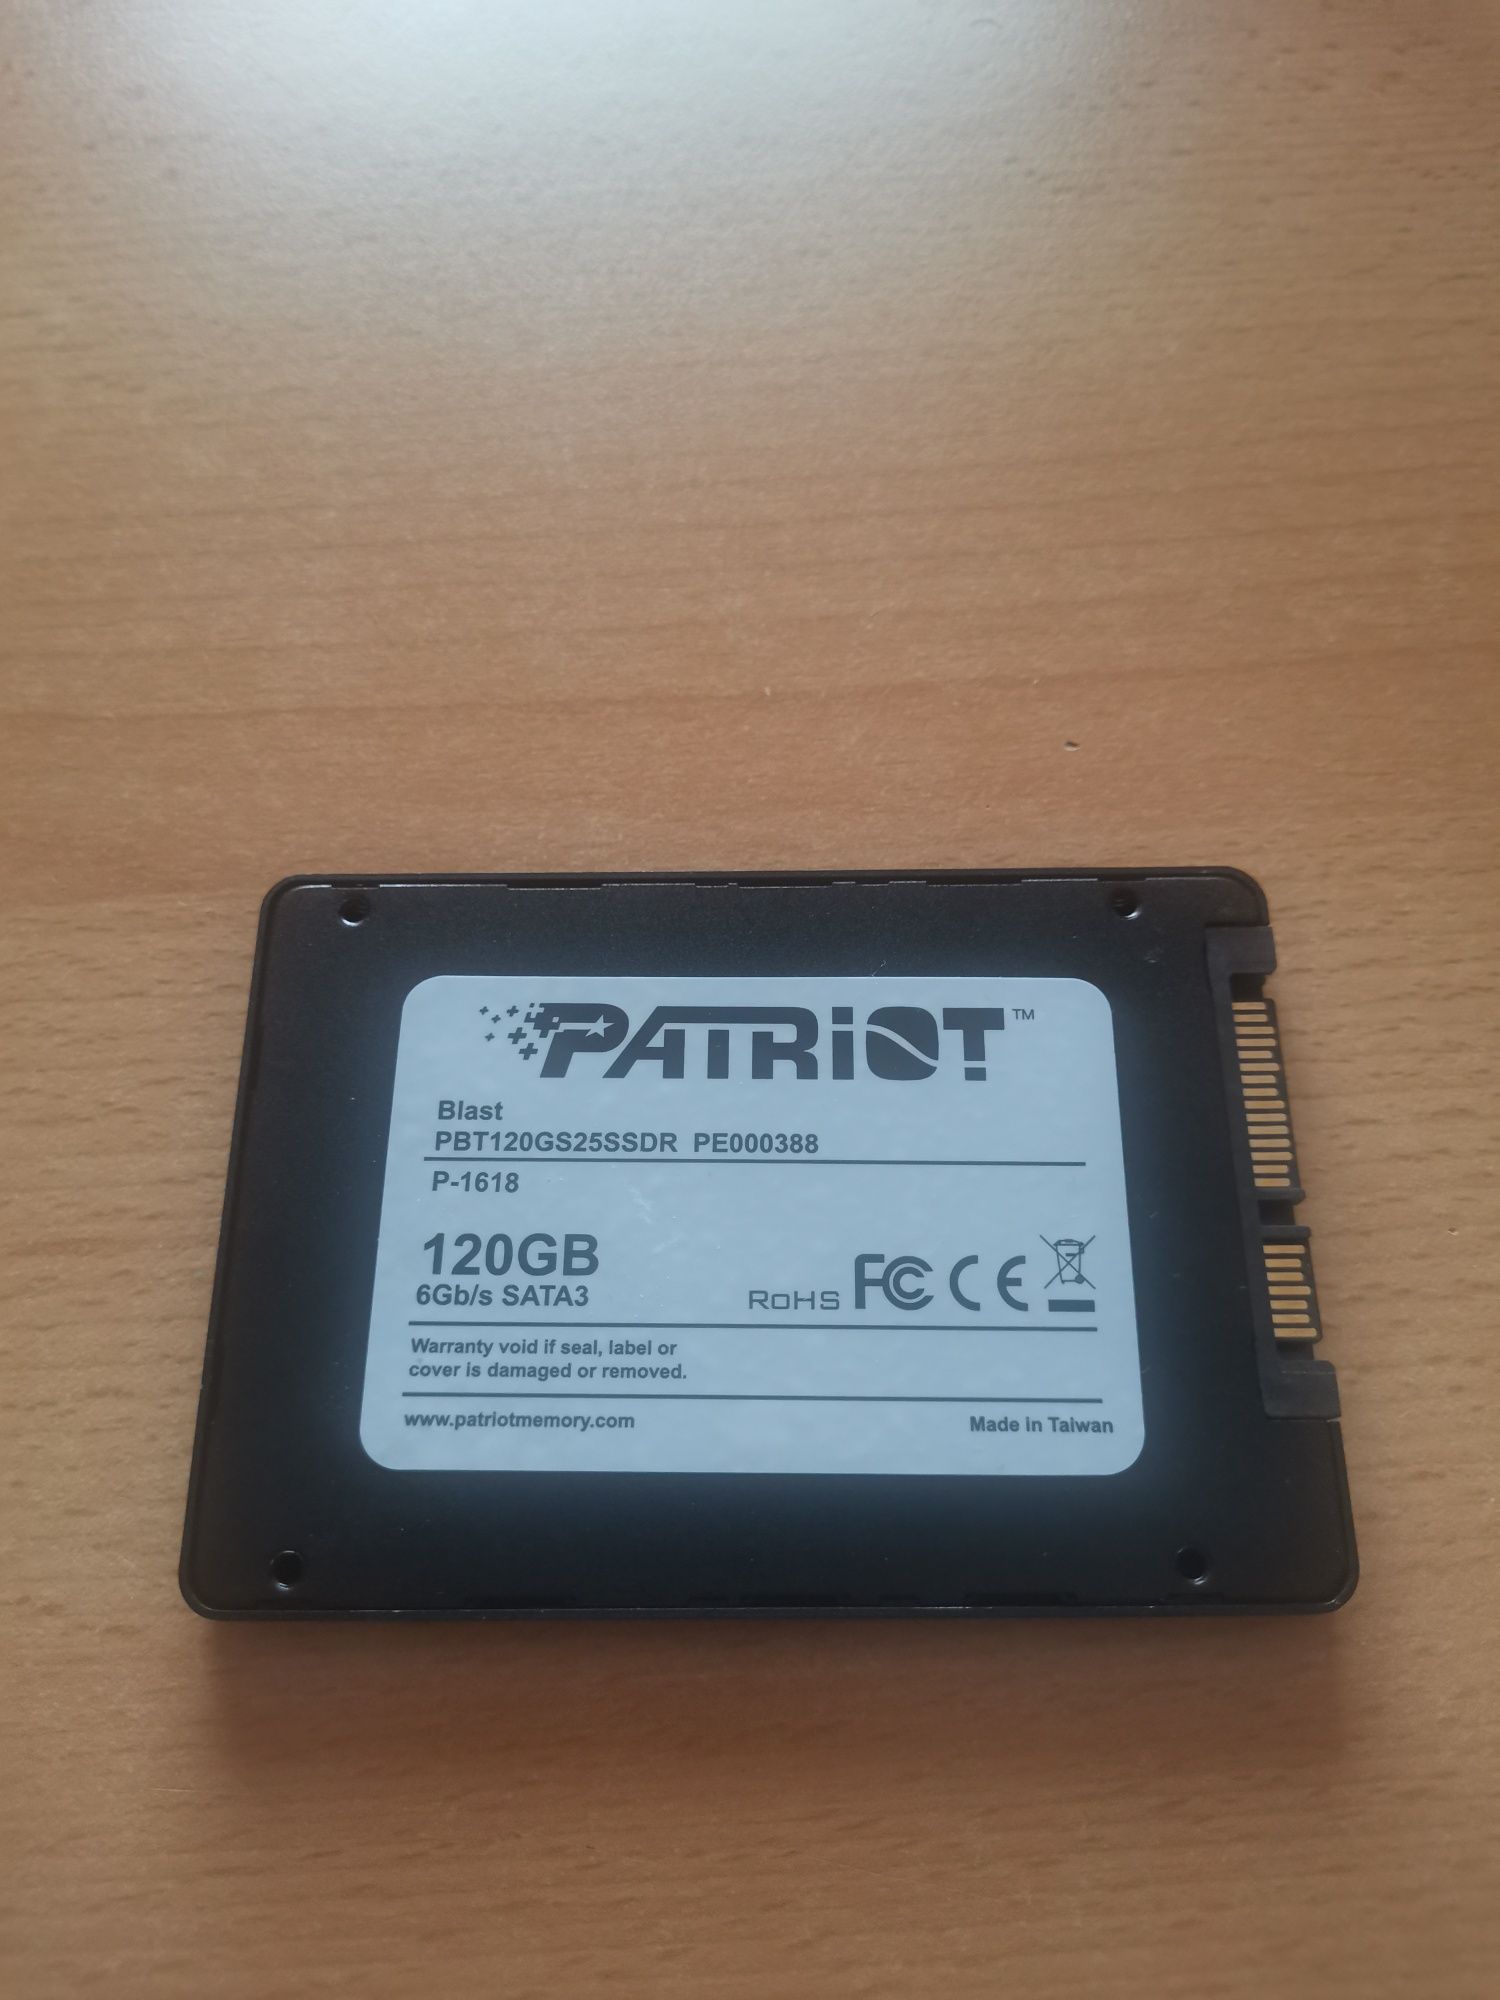 PATRiOT™
Blast
PBT120GS25SSDR PE000388
P-1618
120GB
6Gb/s SATA3
RoHS FC CE
Warranty void if seal, label or
cover is damaged or removed.
www.patriotmemory.com Made in Taiwan